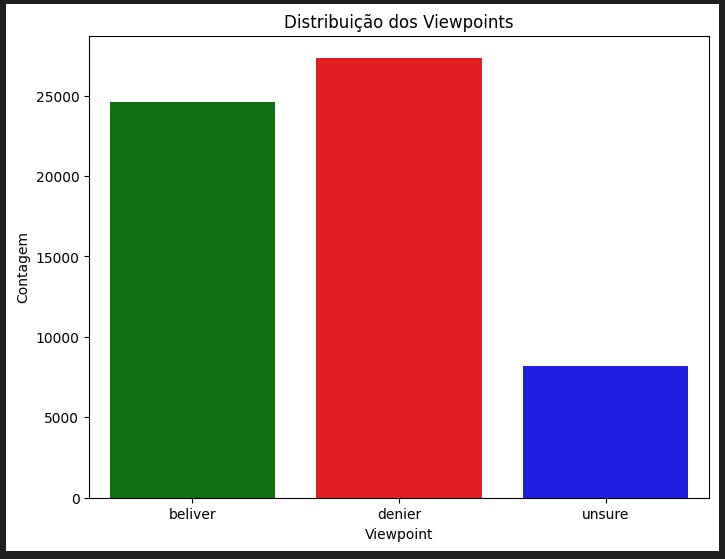 Distribuição dos Viewpoints
Contagem
25000
20000
15000
10000
5000
0
beliver
denier
unsure
Viewpoint